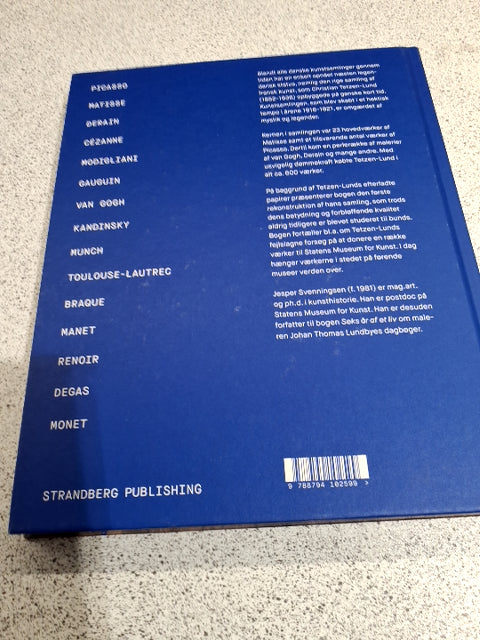 PICASSO
MATISSE
DERAIN
CÉZANNE
MODIGLIANI
GAUGUIN
VAN GOGH
KANDINSKY
MUNCH
TOULOUSE-LAUTREC
BRAQUE
MANET
RENOIR
DEGAS
MONET
STRANDBERG PUBLISHING
Blandt alle danske kunstsamlinger gennem
tiden har en enkelt opnået næsten legen-
darisk status, nemlig den rige samling af
fransk kunst, som Christian Tetzen-Lund
(1852-1936) opbyggede på ganske kort tid.
Kunstsamlingen, som blev skabt i et hektisk
tempo i årene 1916-1921, er omgærdet af
mystik og legender.
Kernen i samlingen var 23 hovedværker af
Matisse samt et tilsvarende antal værker af
Picasso. Dertil kom en perlerække af malerier
af van Gogh, Derain og mange andre. Med
usvigelig dømmekraft købte Tetzen-Lund i
alt ca. 600 værker.
På baggrund af Tetzen-Lunds efterladte
papirer præsenterer bogen den første
rekonstruktion af hans samling, som trods
dens betydning og forbløffende kvalitet
aldrig tidligere er blevet studeret til bunds.
Bogen fortæller bl.a. om Tetzen-Lunds
fejlslagne forsøg på at donere en række
værker til Statens Museum for Kunst. I dag
hænger værkerne i stedet på førende
museer verden over.
Jesper Svenningsen (f. 1981) er mag.art.
og ph.d. i kunsthistorie. Han er postdoc på
Statens Museum for Kunst. Han er desuden
forfatter til bogen Seks år af et liv om male-
ren Johan Thomas Lundbyes dagbøger.
9 788794 102599 >